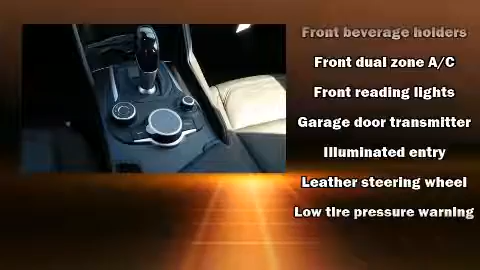 Front beverage holders
Front dual zone A/C
Front reading lights
Garage door transmitter
Illuminated entry
Leather steering wheel
Low tire pressure warning